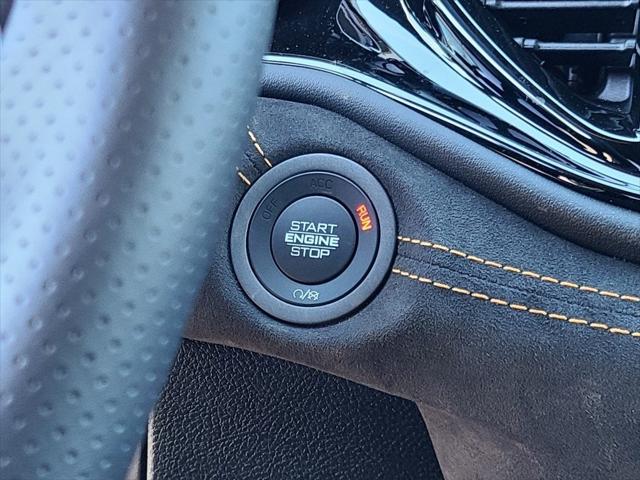 OFF ACC RUN
START
ENGINE
STOP